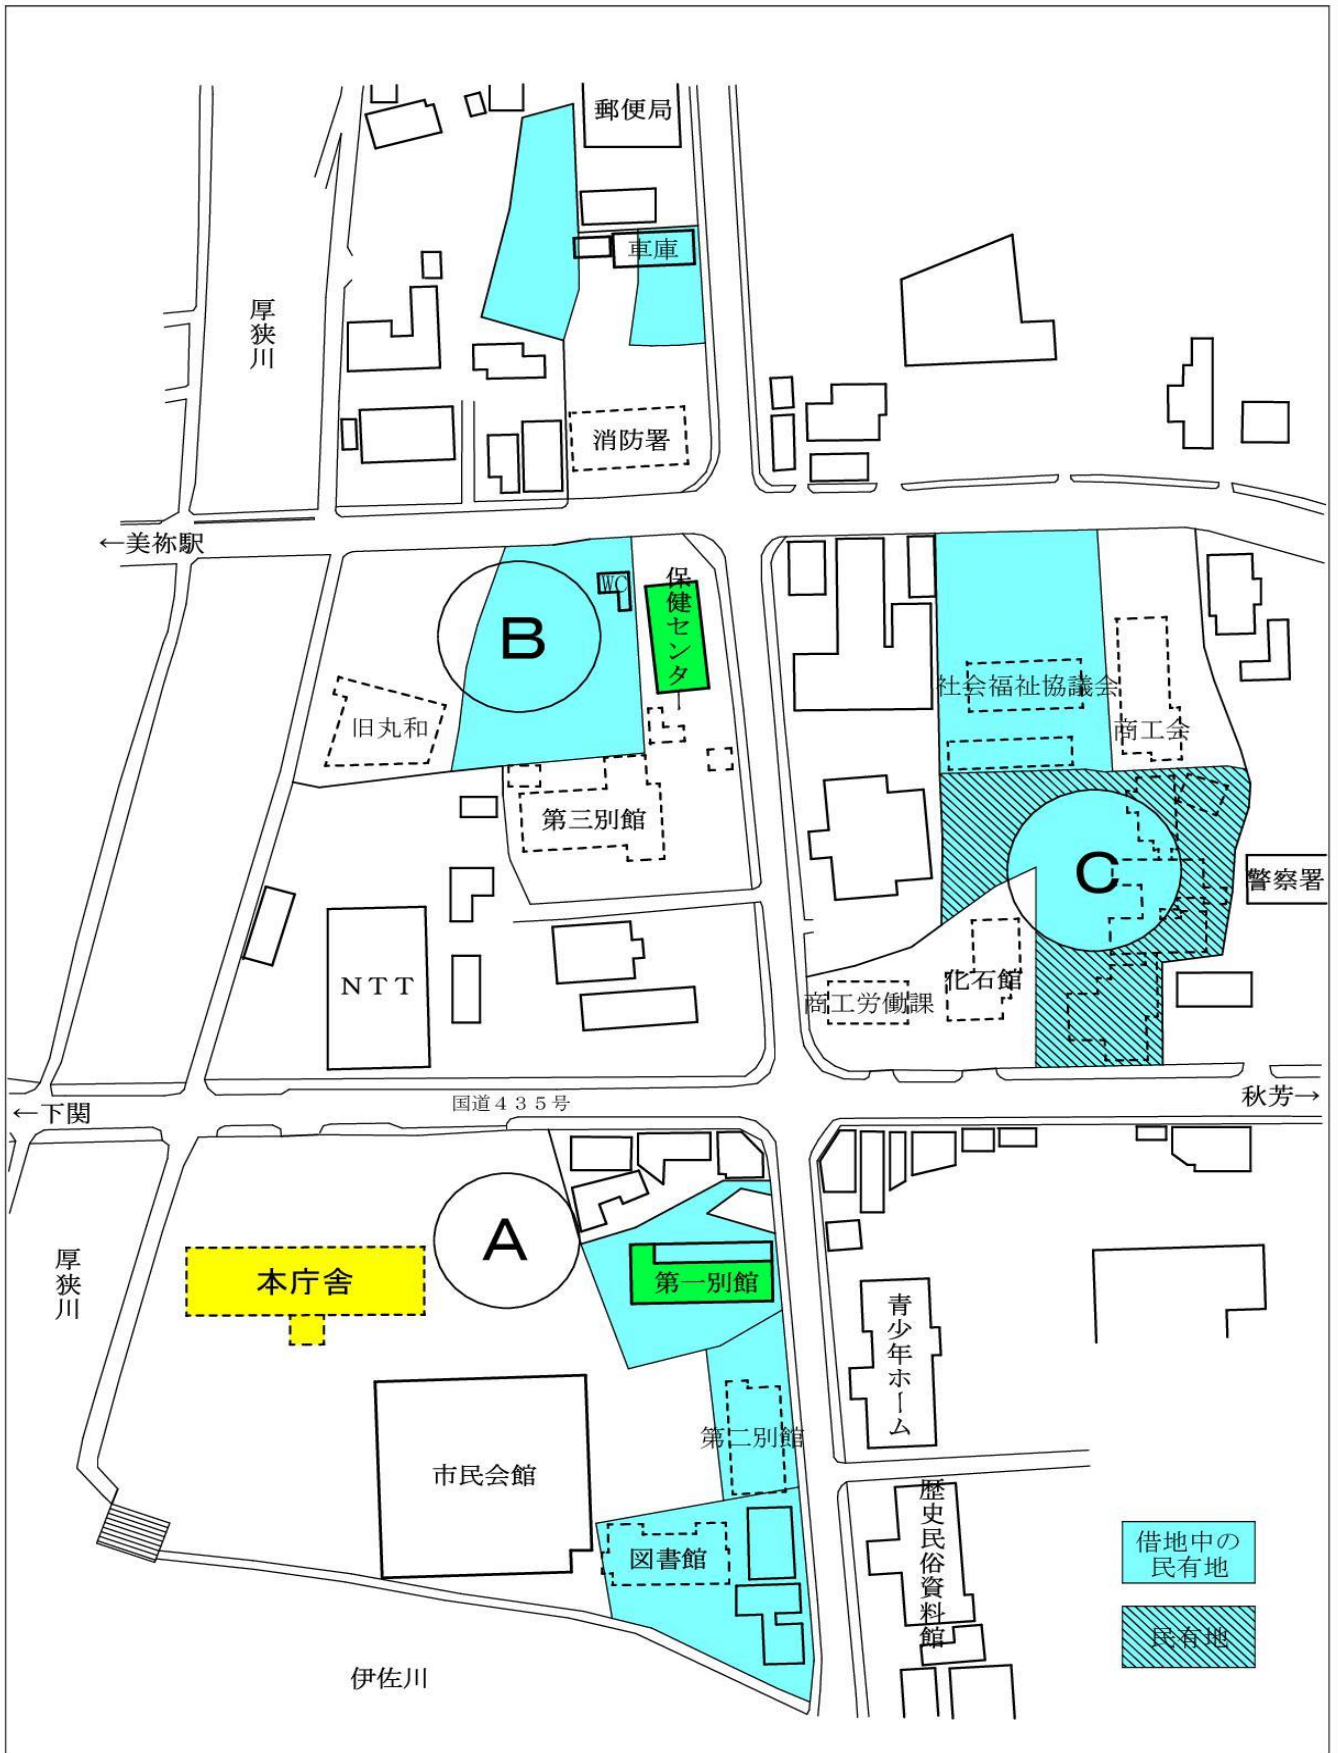 郵便局
車庫
厚狭川
消防署
←美祢駅
WC
保健センター
B
社会福祉協議会
旧丸和
商工会
第三別館
C
警察署
NTT
化石館
商工労働課
国道４３５号
秋芳→
←下関
A
厚狭川
本庁舎
第一別館
青少年ホーム
第二別館
市民会館
歴史民俗資料館
図書館
借地中の
民有地
民有地
伊佐川